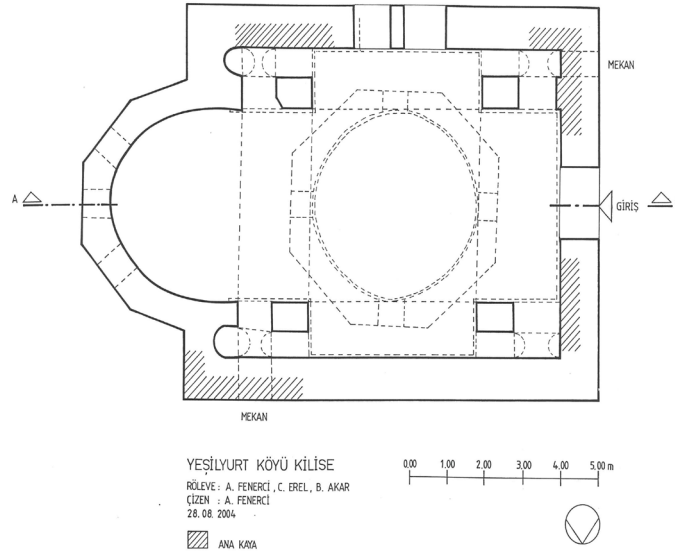 MEKAN
A
GİRİŞ
MEKAN
YEŞİLYURT KÖYÜ KİLİSE
RÖLEVE : A. FENERCİ , C. EREL , B. AKAR
ÇİZEN : A. FENERCİ
28. 08. 2004
ANA KAYA
0,00 1,00 2,00 3,00 4,00 5,00 m